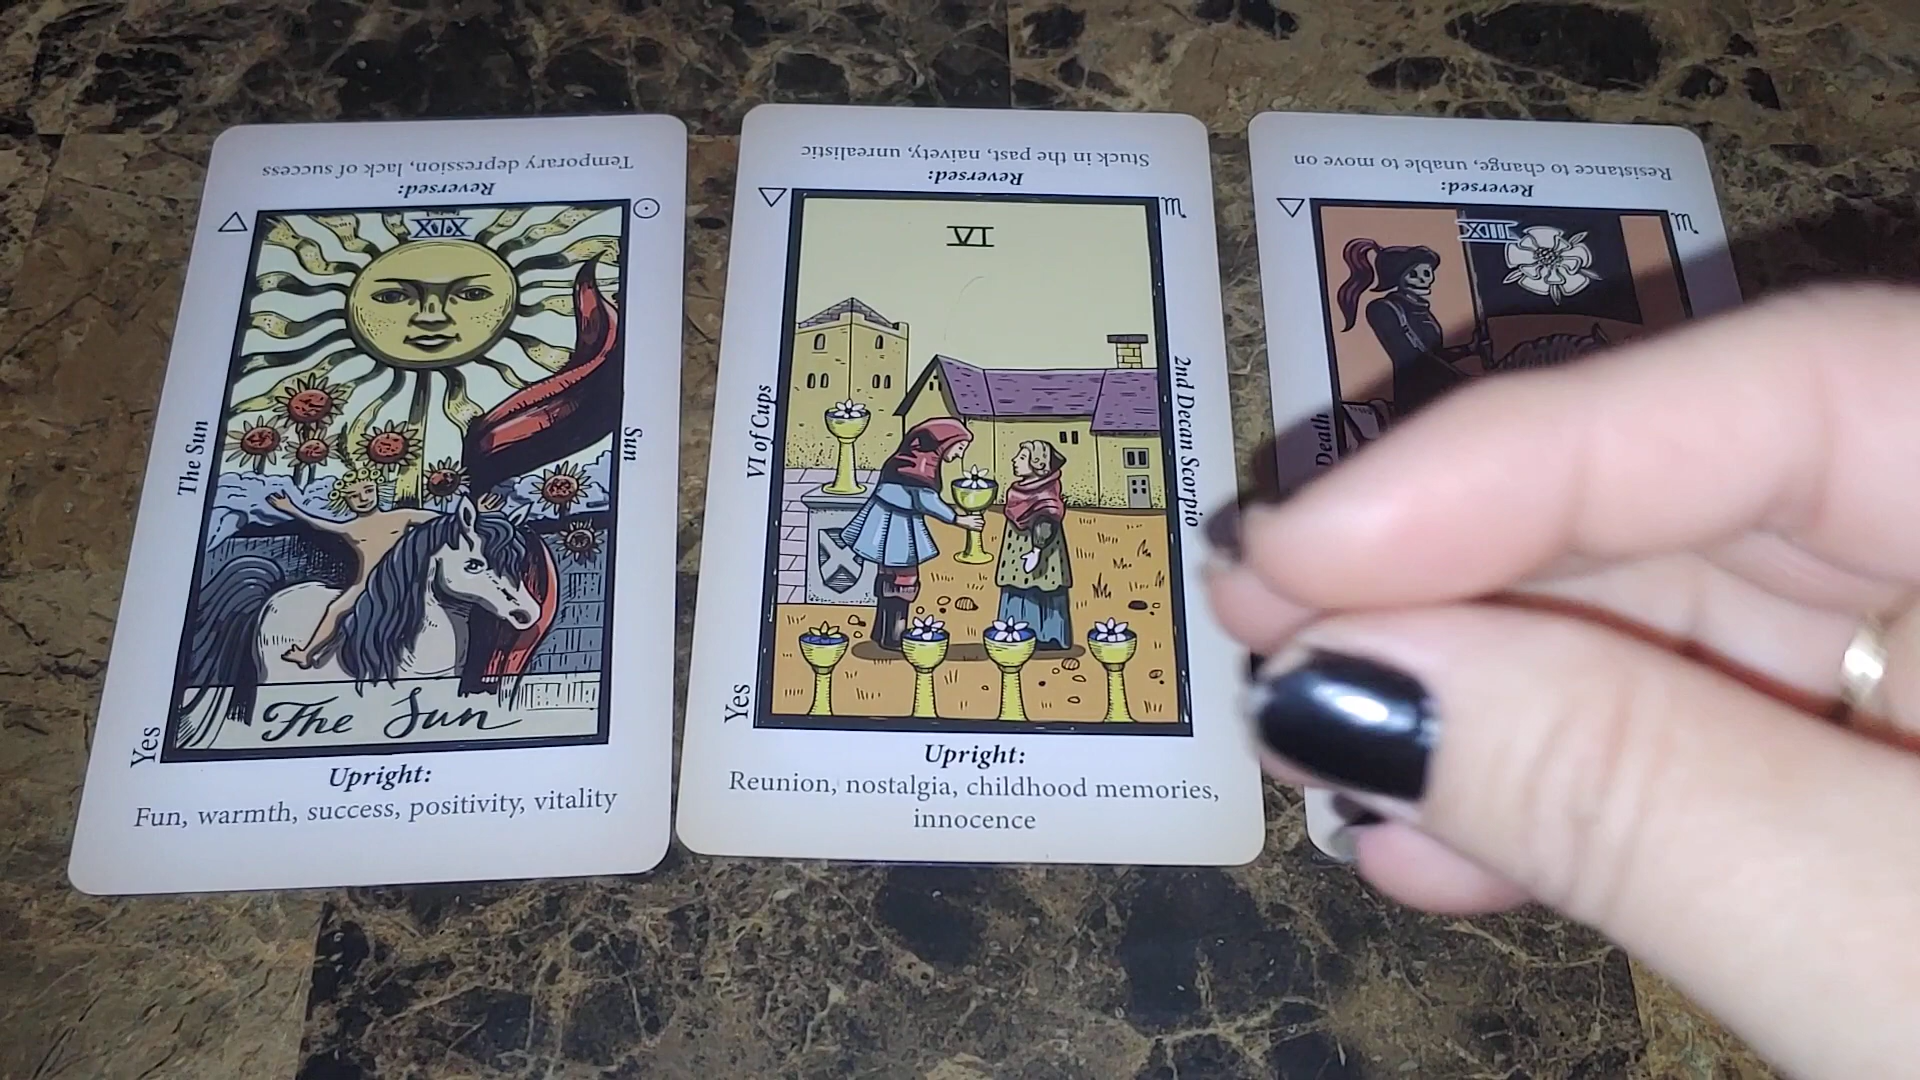 Temporary depression, lack of success
Reversed:
XIX
The Sun
Sun
Yes
The Sun
Upright:
Fun, warmth, success, positivity, vitality
Stuck in the past, naivety, unrealistic
Reversed:
VI
VI of Cups
2nd Decan Scorpio
Yes
Upright:
Reunion, nostalgia, childhood memories,
innocence
Resistance to change, unable to move on
Reversed:
XIII
Death